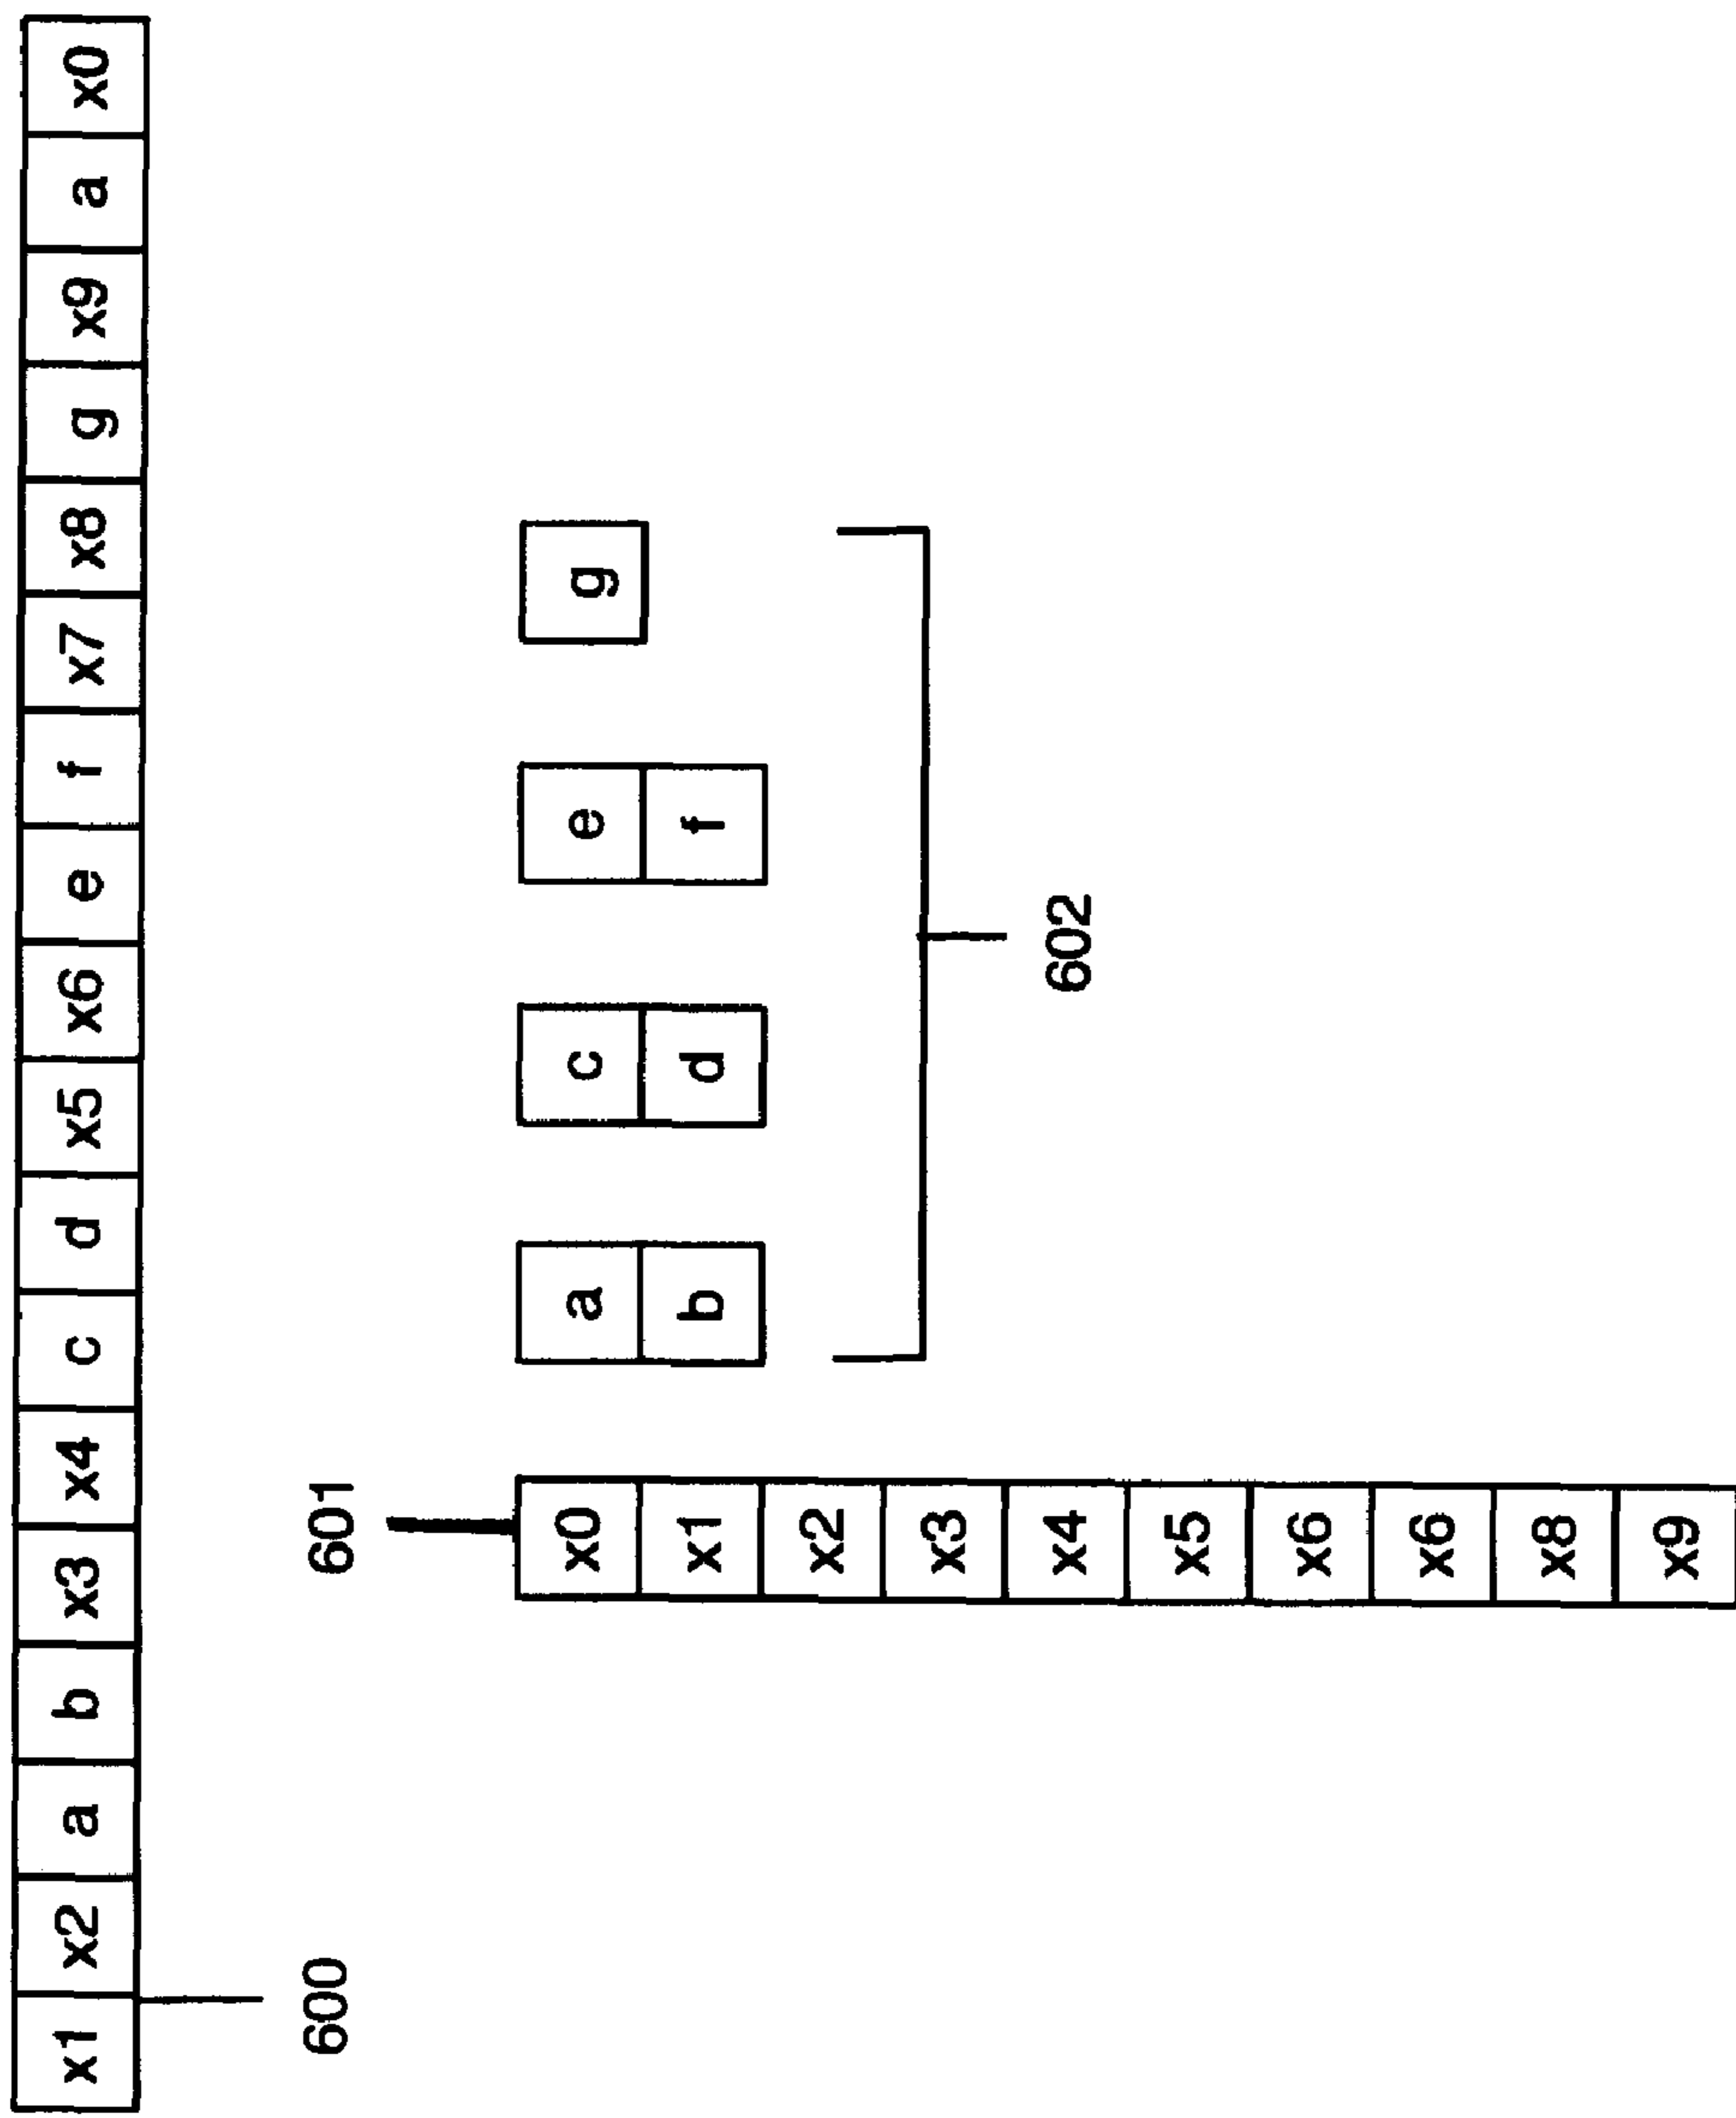 x1 x2 a b x3 x4 c d x5 x6 e f x7 x8 g x9 a x0
600 601
x0 a c e g
x1 b d f
x2
x3
x4 602
x5
x6
x6
x8
x9